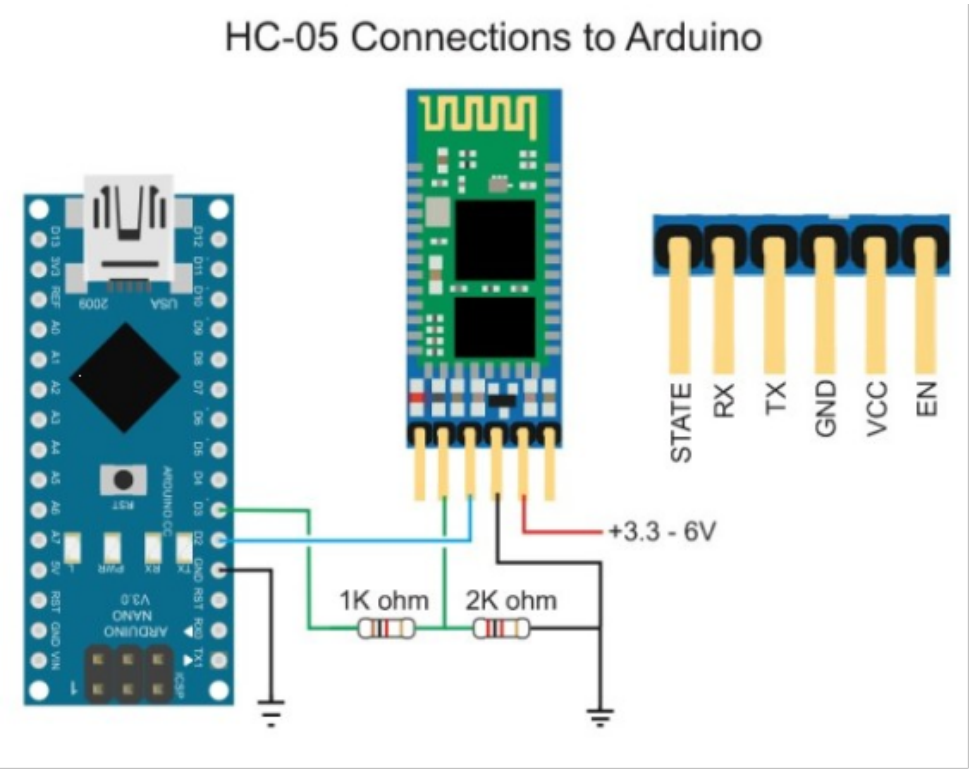 HC-05 Connections to Arduino
D13
3V3
REF
A0
A1
A2
A3
A4
A5
A6
A7
5V
RST
GND
VIN
D12
D11
D10
D9
D8
D7
D6
D5
D4
D3
D2
GND
RST
RX0
TX1
2009
USA
RST
ARDUINO.CC
L
PWR
RX
TX
V3.0
NANO
ARDUINO
ICSP
1
STATE
RX
TX
GND
VCC
EN
+3.3 - 6V
1K ohm
2K ohm